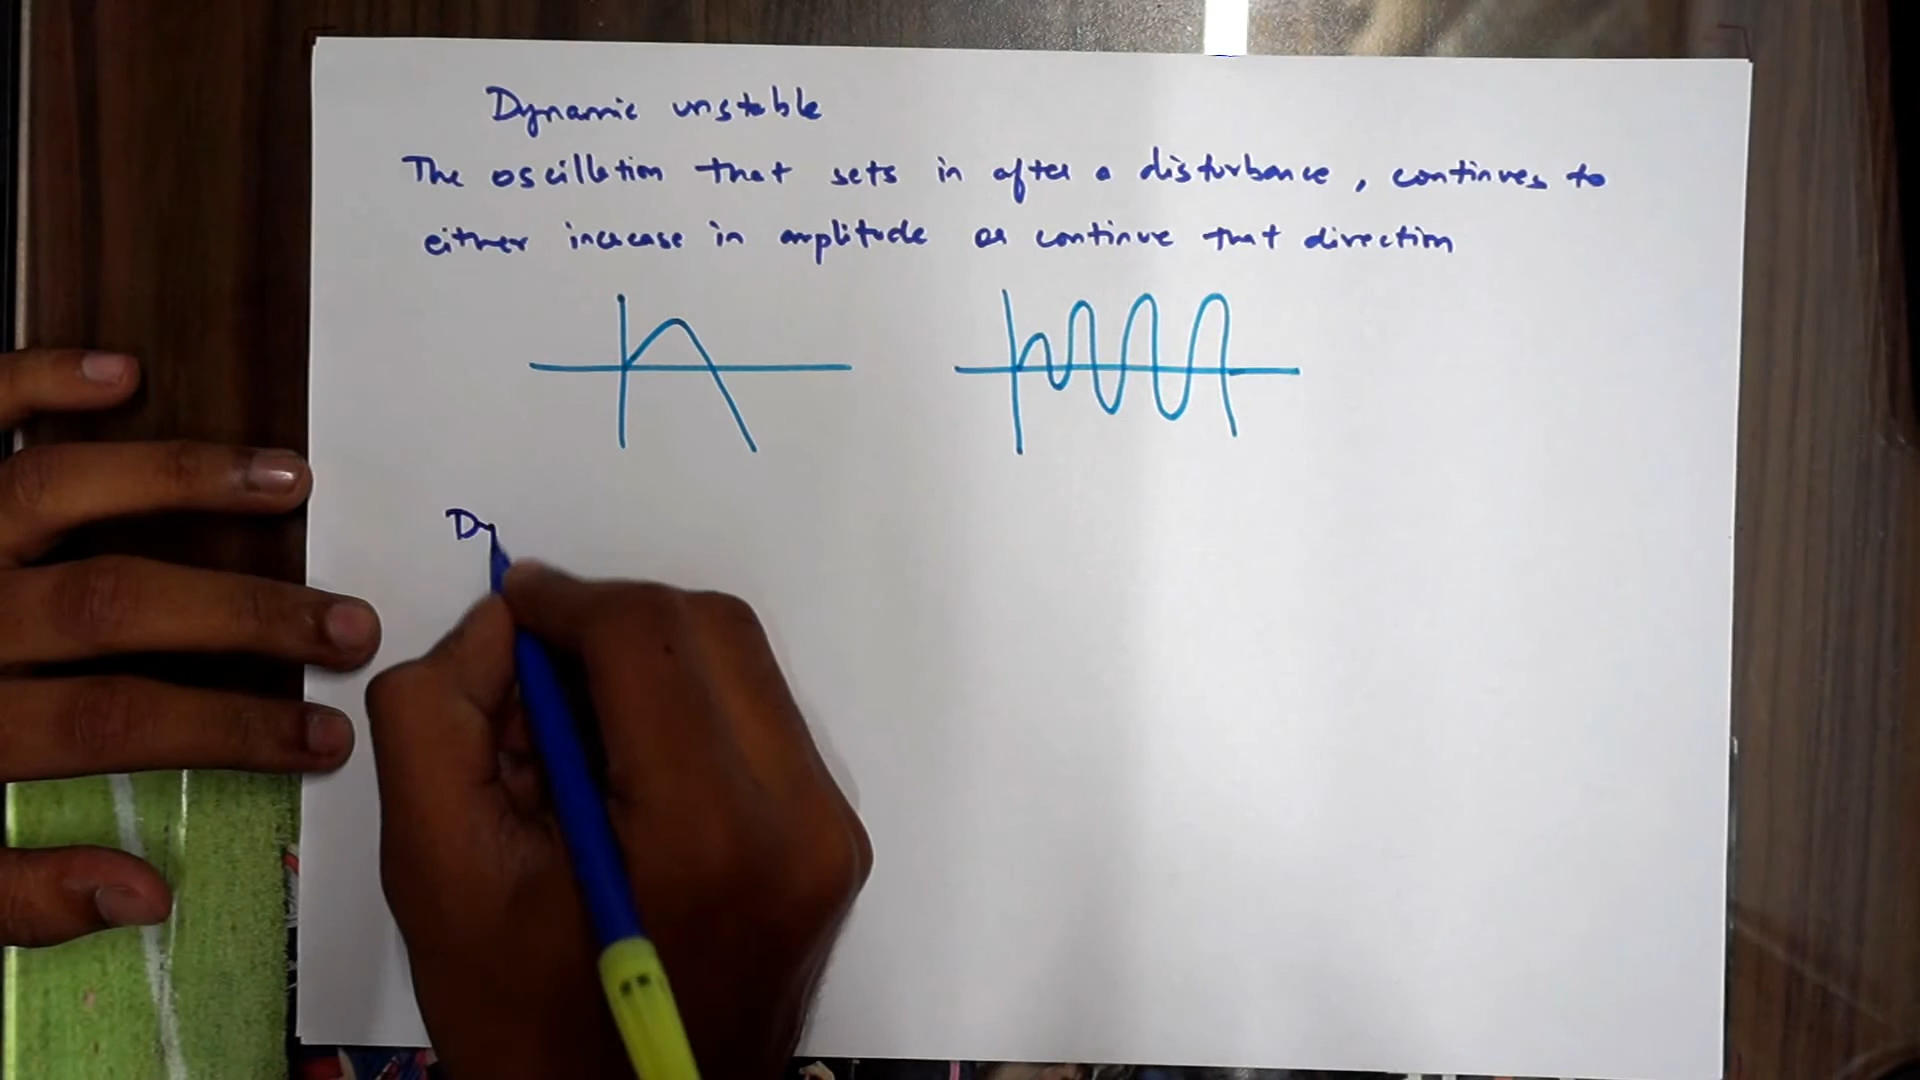 Dynamic unstable
The oscillation that sets in after a disturbance, continues to
either increase in amplitude or continue that direction
Dy